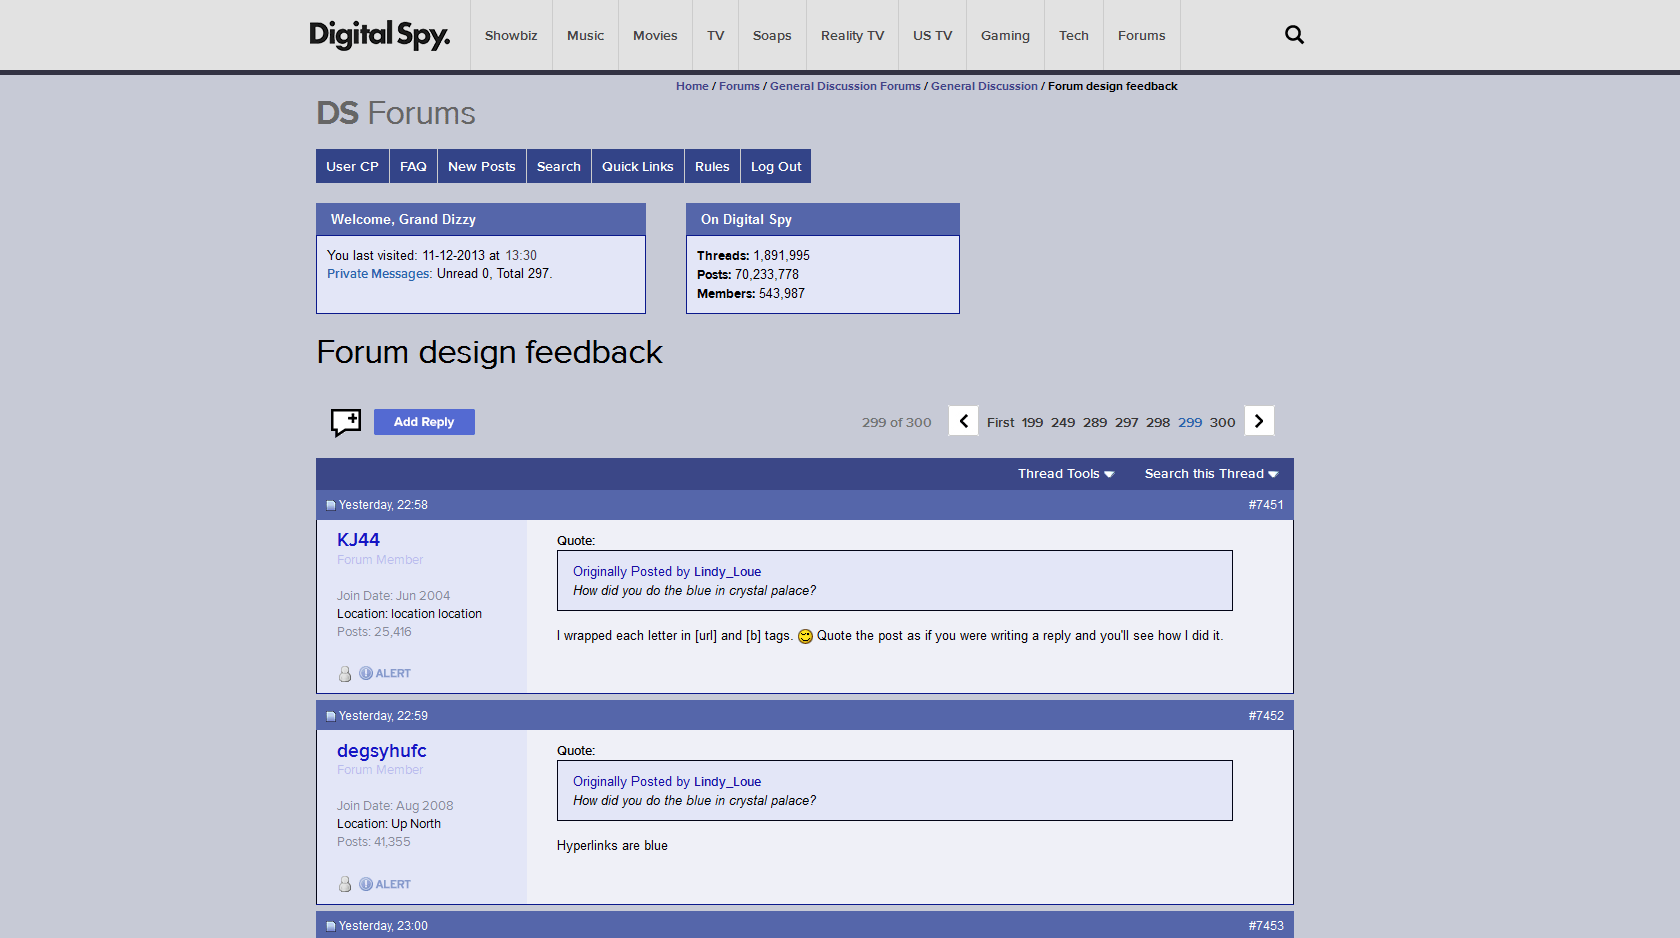 Digital Spy.
Showbiz Music Movies TV Soaps Reality TV US TV Gaming Tech Forums
Home / Forums / General Discussion Forums / General Discussion / Forum design feedback
DS Forums
User CP FAQ New Posts Search Quick Links Rules Log Out
Welcome, Grand Dizzy
You last visited: 11-12-2013 at 13:30
Private Messages: Unread 0, Total 297.
On Digital Spy
Threads: 1,891,995
Posts: 70,233,778
Members: 543,987
Forum design feedback
Add Reply
299 of 300 First 199 249 289 297 298 299 300
Thread Tools Search this Thread
Yesterday, 22:58 #7451
KJ44
Forum Member
Join Date: Jun 2004
Location: location location
Posts: 25,416
ALERT
Quote:
Originally Posted by Lindy_Loue
How did you do the blue in crystal palace?
I wrapped each letter in [url] and [b] tags. Quote the post as if you were writing a reply and you'll see how I did it.
Yesterday, 22:59 #7452
degsyhufc
Forum Member
Join Date: Aug 2008
Location: Up North
Posts: 41,355
ALERT
Quote:
Originally Posted by Lindy_Loue
How did you do the blue in crystal palace?
Hyperlinks are blue
Yesterday, 23:00 #7453